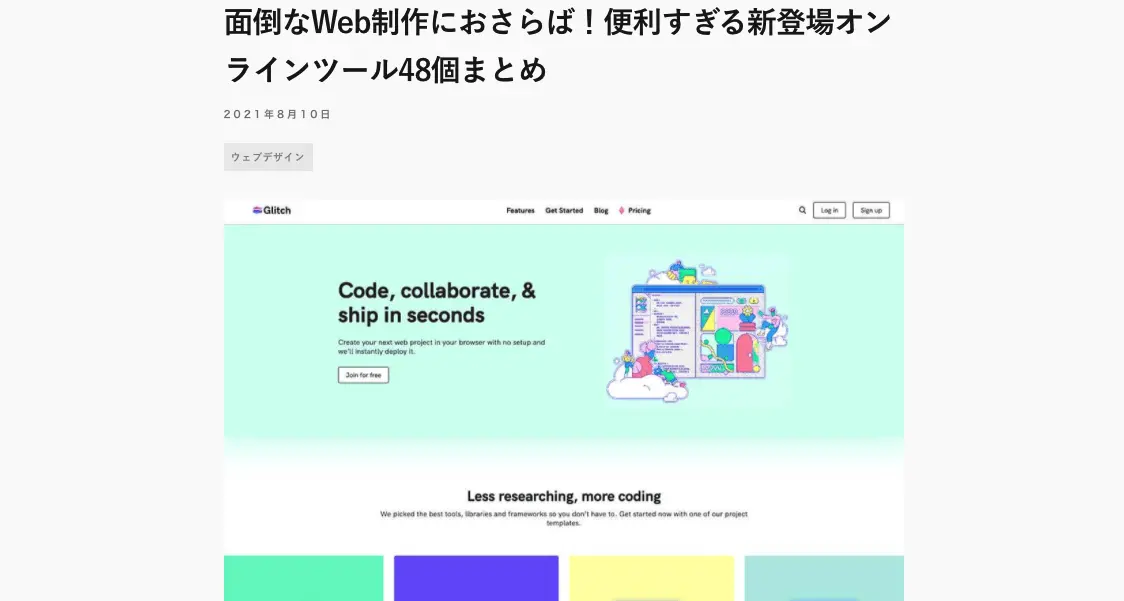 面倒なWeb制作におさらば！便利すぎる新登場オン
ラインツール48個まとめ
2021年8月10日
ウェブデザイン
Glitch
Features Get Started Blog Pricing Log in Sign up
Code, collaborate, &
ship in seconds
Create your next web project in your browser with no setup and
we'll instantly deploy it.
Join for free
Less researching, more coding
We picked the best tools, libraries and frameworks so you don't have to. Get started now with one of our project
templates.